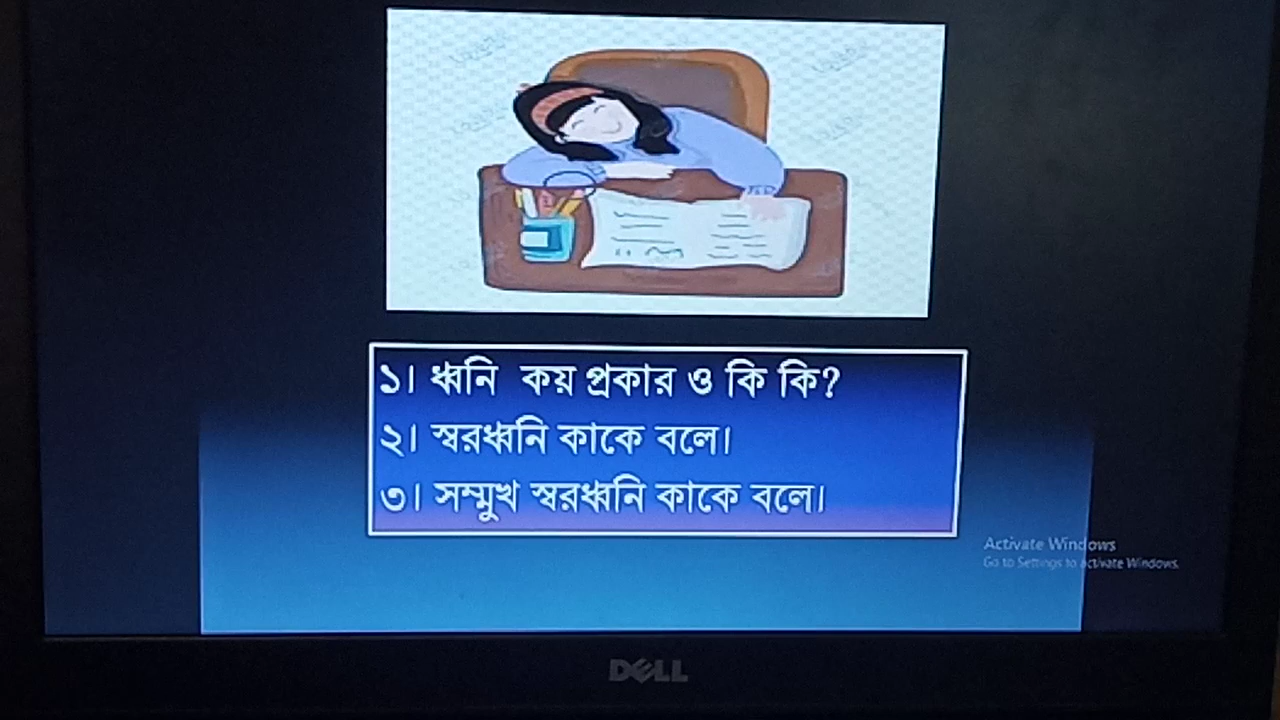 ১। ধ্বনি কয় প্রকার ও কি কি?
২। স্বরধ্বনি কাকে বলে।
৩। সম্মুখ স্বরধ্বনি কাকে বলে।
Activate Windows
Go to Settings to activate Windows.
DELL